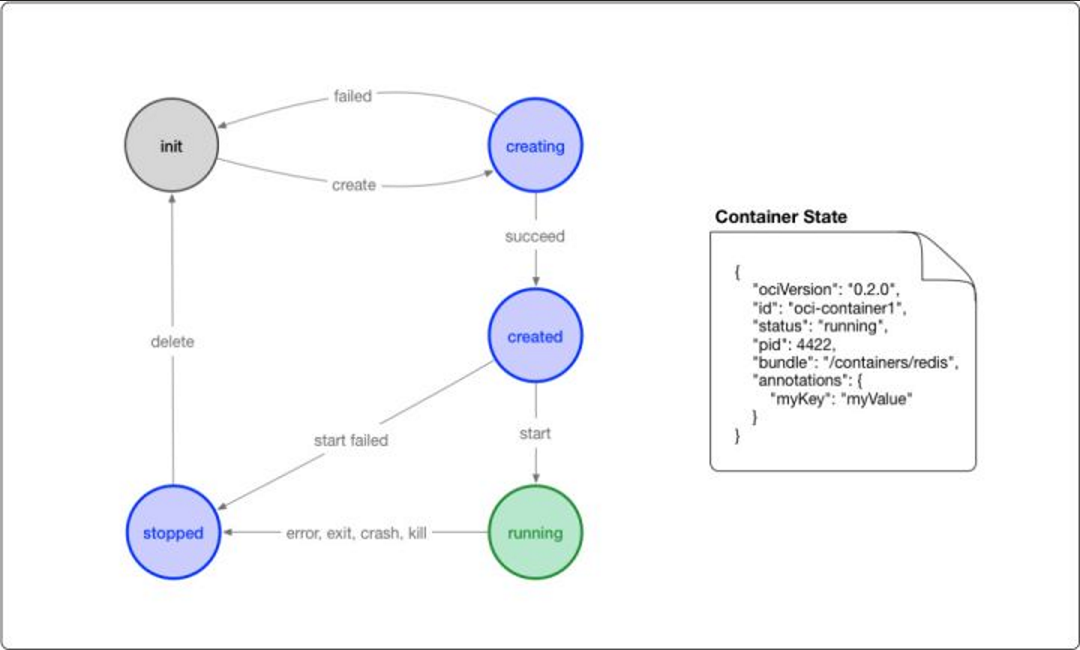 failed
init
creating
create
Container State
succeed
{
"ociVersion": "0.2.0",
"id": "oci-container1",
"status": "running",
"pid": 4422,
"bundle": "/containers/redis",
"annotations": {
"myKey": "myValue"
}
}
delete
created
start failed
start
stopped
error, exit, crash, kill
running